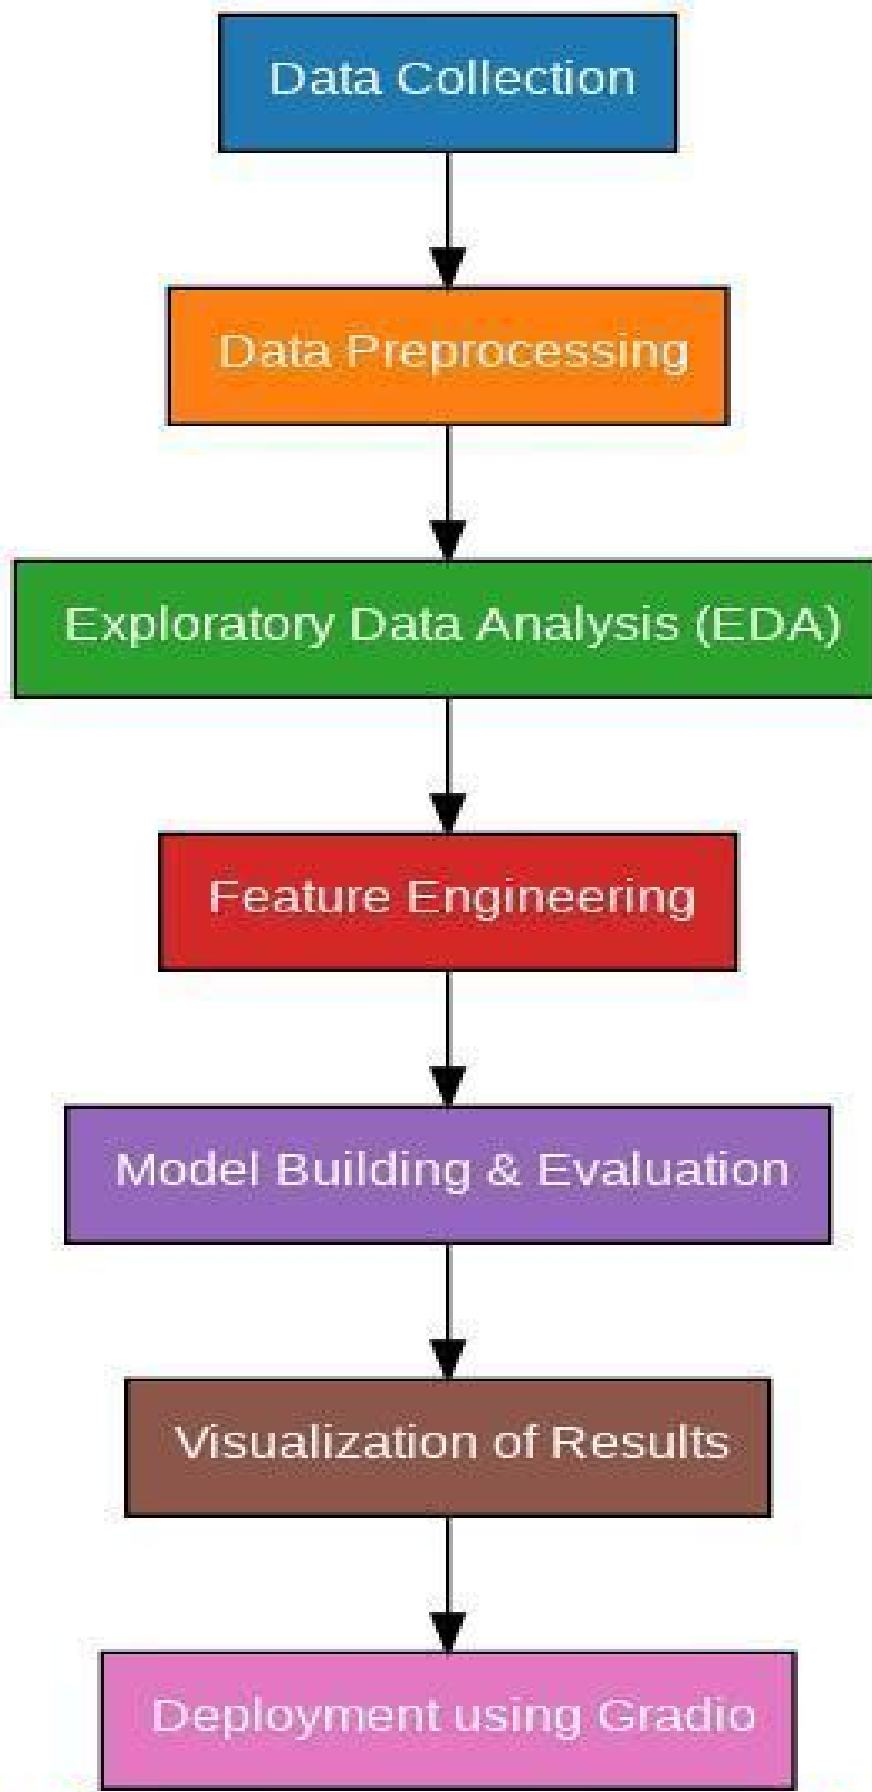 Data Collection
Data Preprocessing
Exploratory Data Analysis (EDA)
Feature Engineering
Model Building & Evaluation
Visualization of Results
Deployment using Gradio